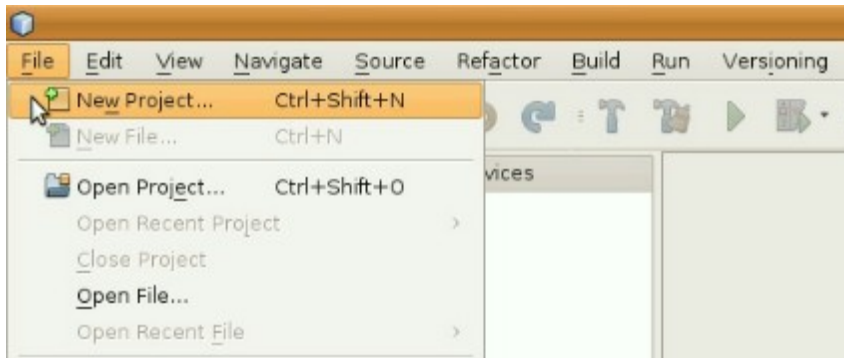 File Edit View Navigate Source Refactor Build Run Versioning
New Project... Ctrl+Shift+N
New File... Ctrl+N
vices
Open Project... Ctrl+Shift+O
Open Recent Project
Close Project
Open File...
Open Recent File